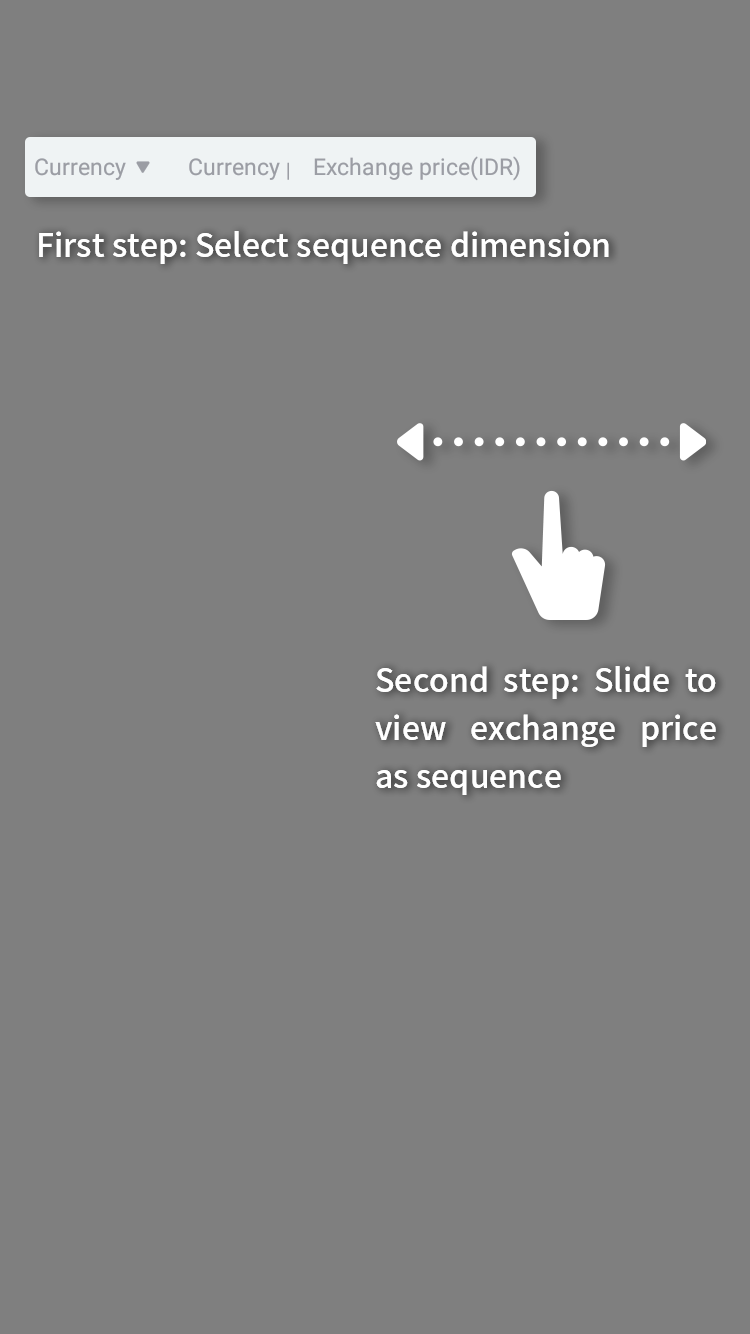 Currency ▼ Currency | Exchange price(IDR)
First step: Select sequence dimension
Second step: Slide to
view exchange price
as sequence